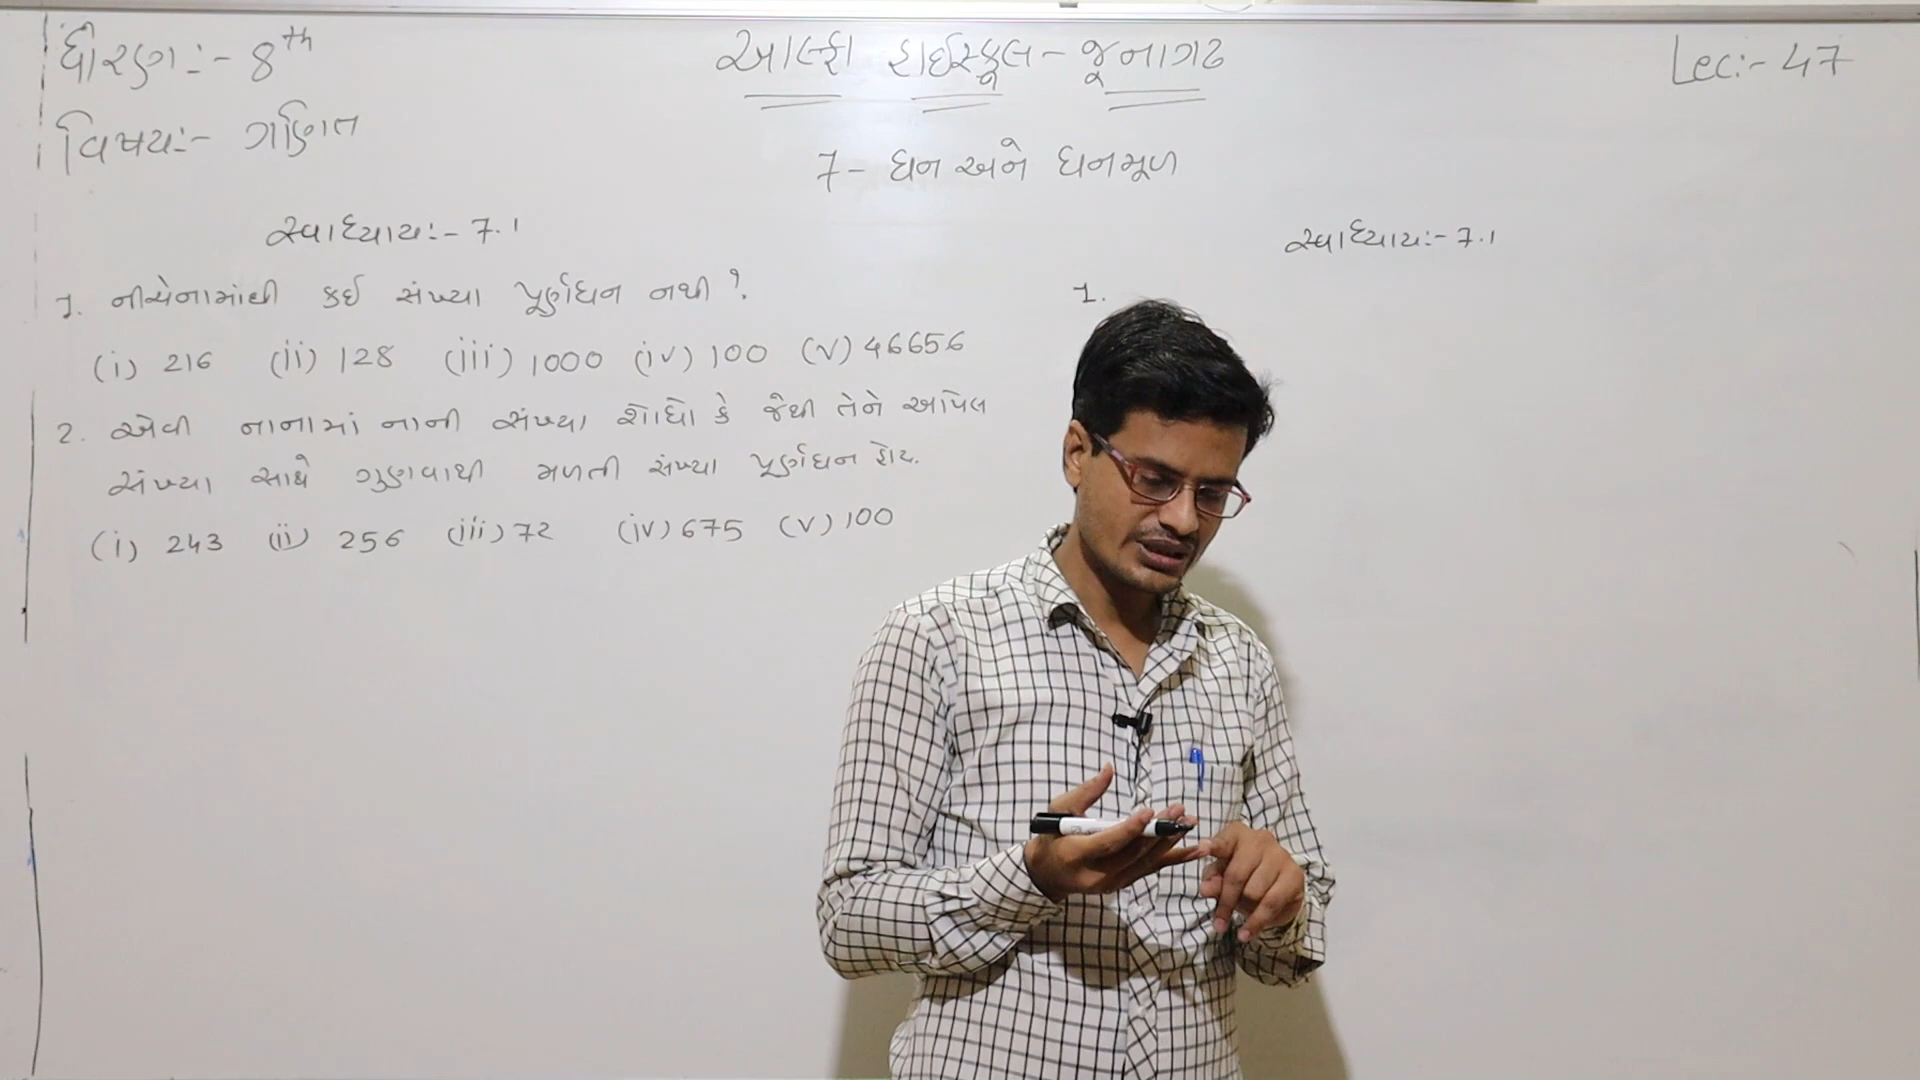 ધોરણ:- 8th
વિષય:- ગણિત
આલ્ફા હાઈસ્કૂલ - જૂનાગઢ
Lec:- 47
7 - ઘન અને ઘનમૂળ
સ્વાધ્યાય:- 7.1
1. નીચેનામાંથી કઈ સંખ્યા પૂર્ણઘન નથી?
(i) 216 (ii) 128 (iii) 1000 (iv) 100 (v) 46656
2. એવી નાનામાં નાની સંખ્યા શોધો કે જેથી તેને આપેલ
સંખ્યા સાથે ગુણવાથી મળતી સંખ્યા પૂર્ણઘન હોય.
(i) 243 (ii) 256 (iii) 72 (iv) 675 (v) 100
સ્વાધ્યાય:- 7.1
1.